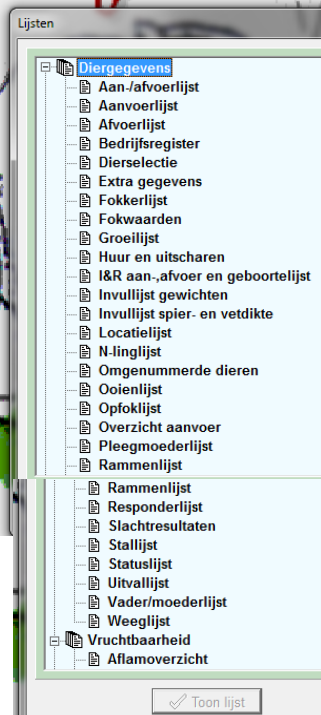 Lijsten
Diergegevens
Aan-/afvoerlijst
Aanvoerlijst
Afvoerlijst
Bedrijfsregister
Dierselectie
Extra gegevens
Fokkerlijst
Fokwaarden
Groeilijst
Huur en uitscharen
I&R aan-,afvoer en geboortelijst
Invullijst gewichten
Invullijst spier- en vetdikte
Locatielijst
N-linglijst
Omgenummerde dieren
Ooienlijst
Opfoklijst
Overzicht aanvoer
Pleegmoederlijst
Rammenlijst
Rammenlijst
Responderlijst
Slachtresultaten
Stallijst
Statuslijst
Uitvallijst
Vader/moederlijst
Weeglijst
Vruchtbaarheid
Aflamoverzicht
Toon lijst